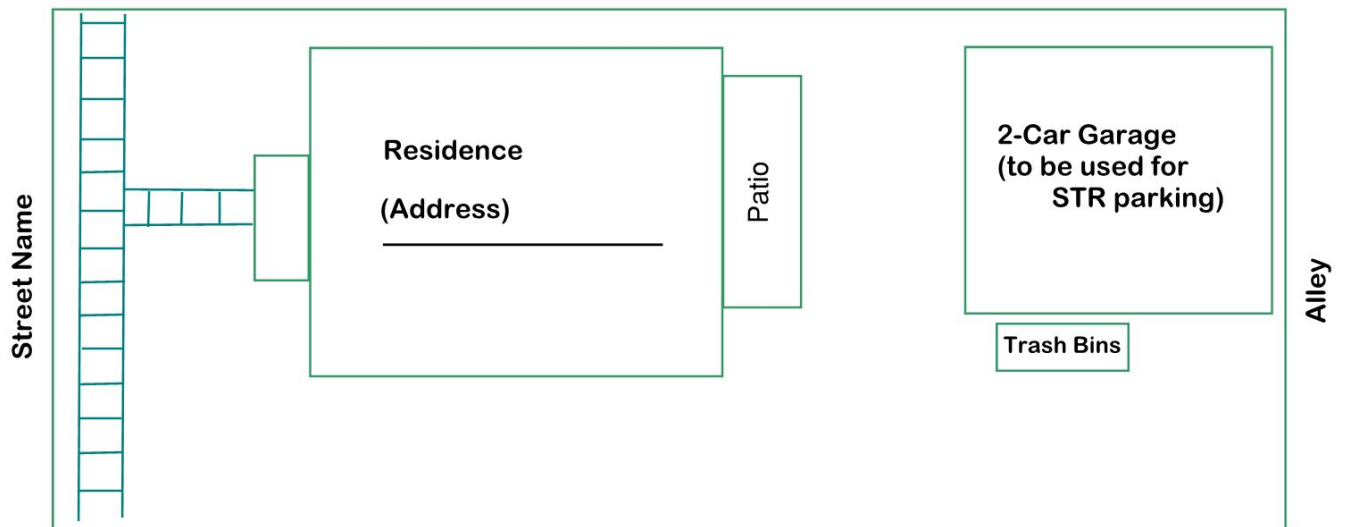 Street Name
Residence
(Address)
Patio
2-Car Garage
(to be used for
STR parking)
Trash Bins
Alley